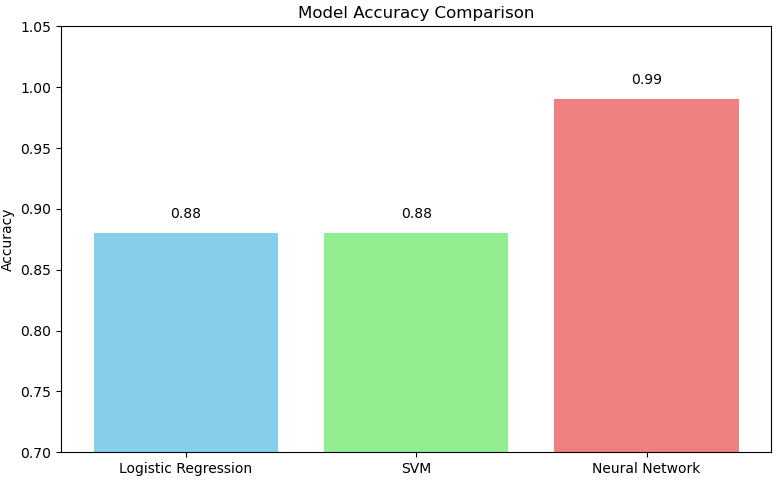 Model Accuracy Comparison
1.05
1.00
0.95
0.90
0.85
0.80
0.75
0.70
Accuracy
0.88
0.88
0.99
Logistic Regression
SVM
Neural Network